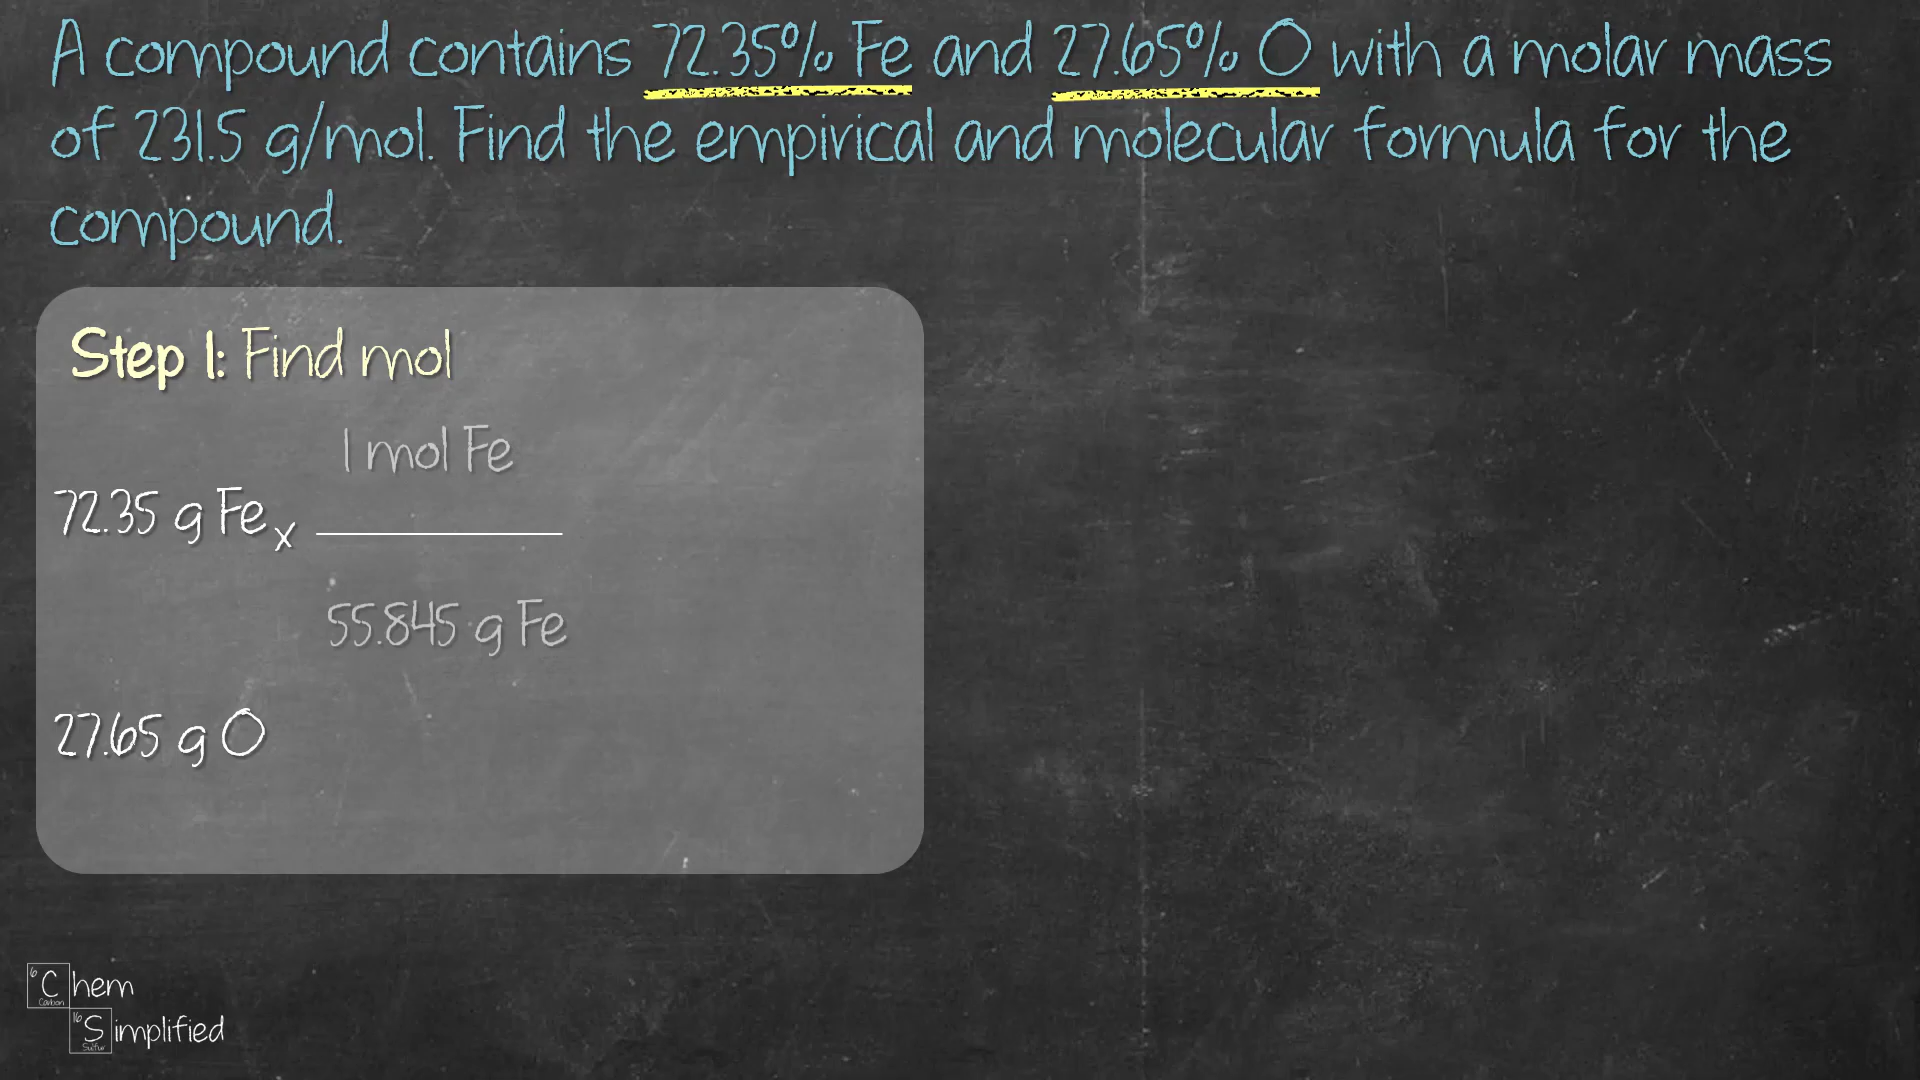 A compound contains 72.35% Fe and 27.65% O with a molar mass
of 231.5 g/mol. Find the empirical and molecular formula for the
compound.
Step 1: Find mol
1 mol Fe
72.35 g Fe x
55.845 g Fe
27.65 g O
6
Chem
Carbon
16
Simplified
Sulfur